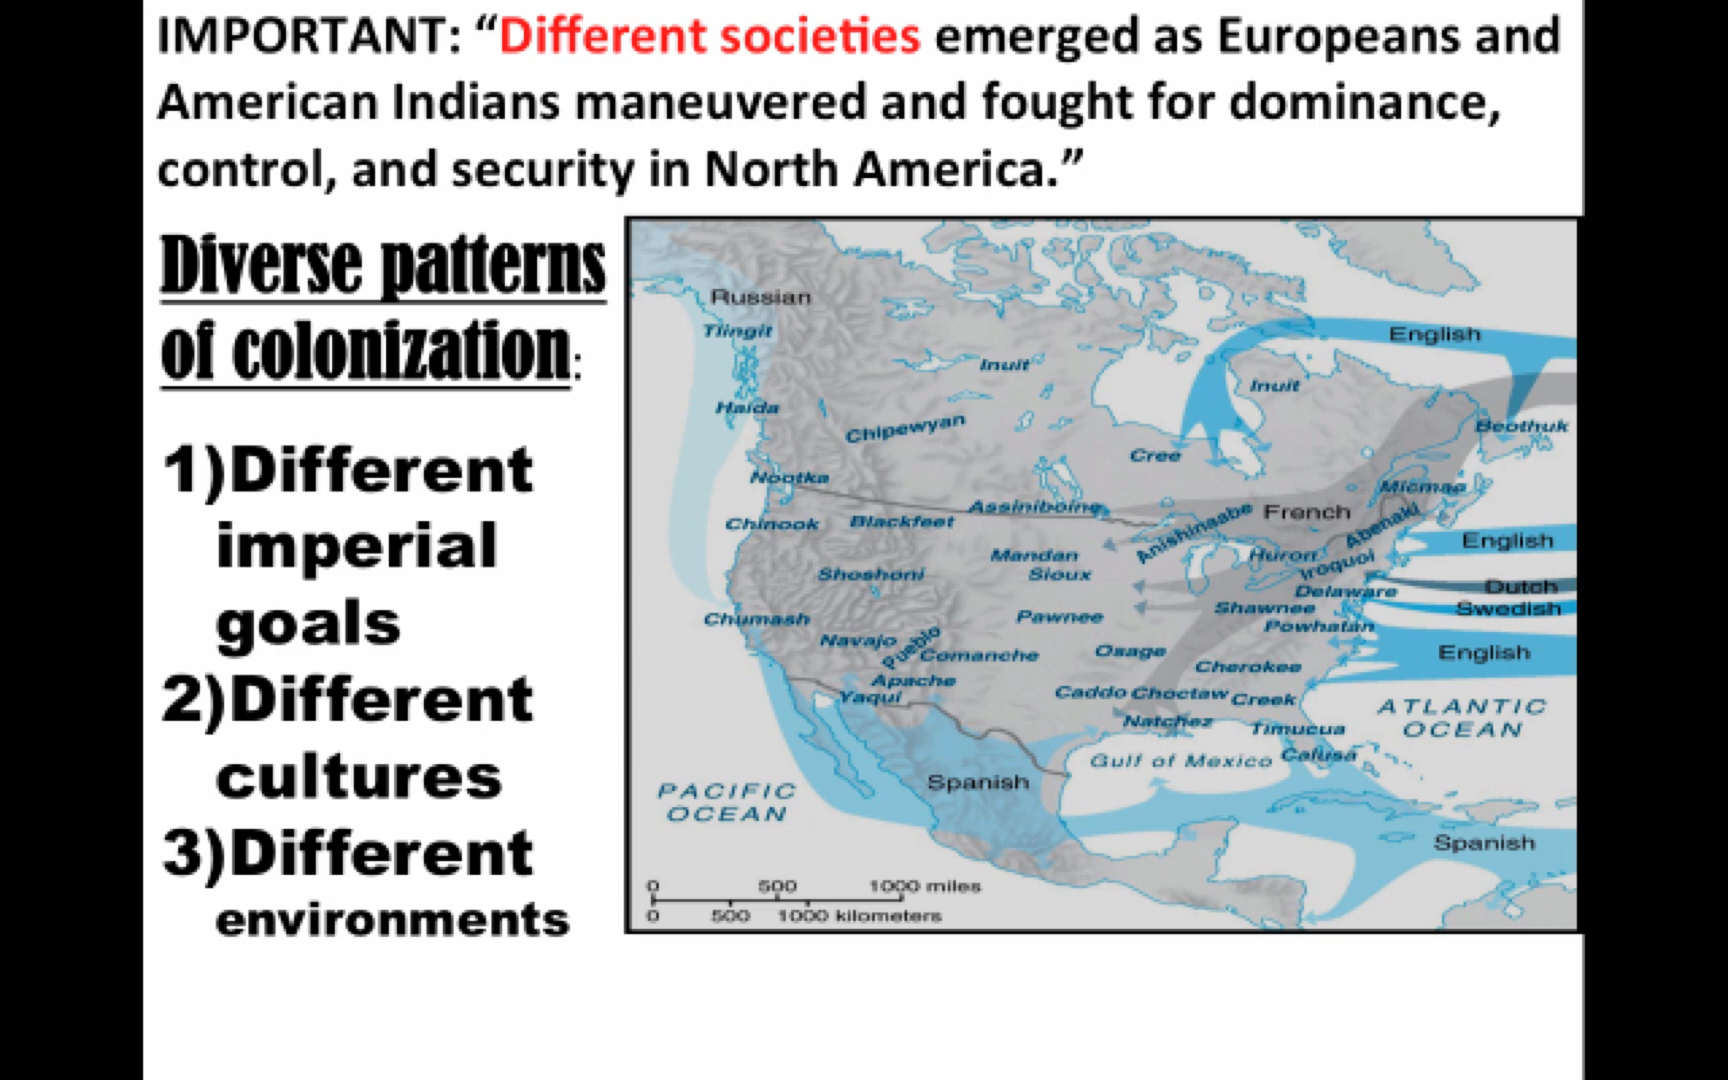 IMPORTANT: “Different societies emerged as Europeans and
American Indians maneuvered and fought for dominance,
control, and security in North America.”
Diverse patterns
of colonization:
1)Different
imperial
goals
2)Different
cultures
3)Different
environments
Russian
Tlingit
English
Inuit
Inuit
Haida
Chipewyan
Beothuk
Cree
Nootka
Micmac
Assiniboine
Anishinaabe
French
Abenaki
Chinook
Blackfeet
English
Mandan
Huron
Iroquoi
Shoshoni
Sioux
Dutch
Delaware
Swedish
Shawnee
Chumash
Pawnee
Powhatan
Navajo
Pueblo
Comanche
Osage
English
Cherokee
Apache
Yaqui
Caddo
Choctaw
Creek
ATLANTIC
OCEAN
Natchez
Timucua
Gulf of Mexico
Calusa
Spanish
PACIFIC
OCEAN
Spanish
0 500 1000 miles
0 500 1000 kilometers